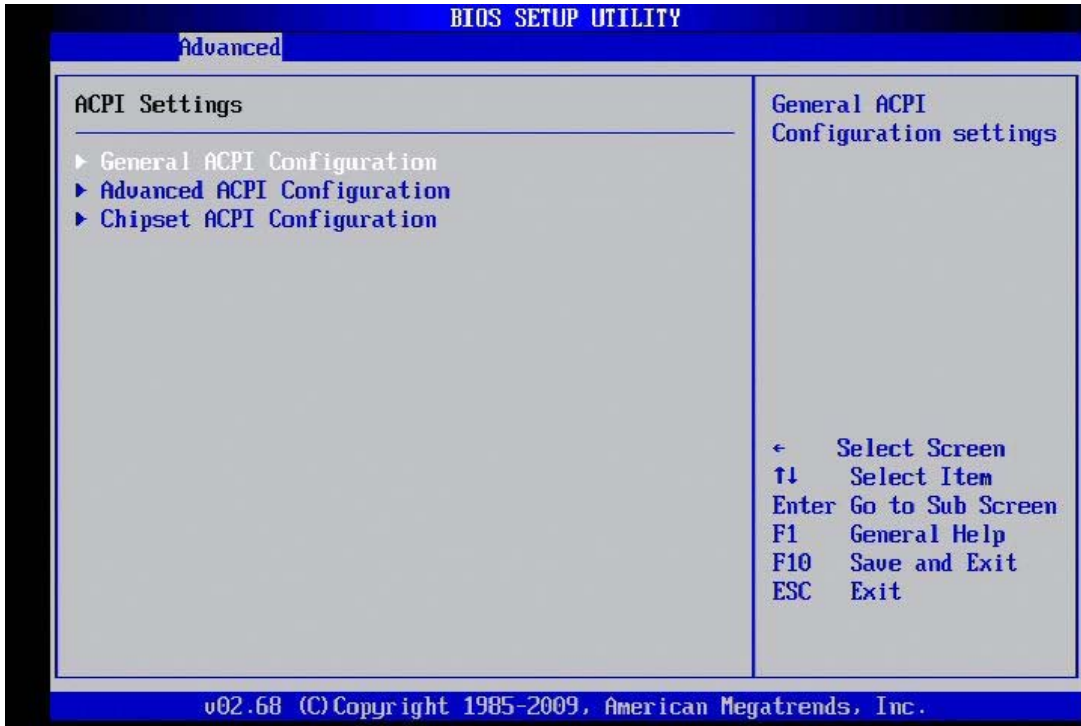 BIOS SETUP UTILITY
Advanced
ACPI Settings
▶ General ACPI Configuration
▶ Advanced ACPI Configuration
▶ Chipset ACPI Configuration
General ACPI
Configuration settings
← Select Screen
↑↓ Select Item
Enter Go to Sub Screen
F1 General Help
F10 Save and Exit
ESC Exit
v02.68 (C)Copyright 1985-2009, American Megatrends, Inc.